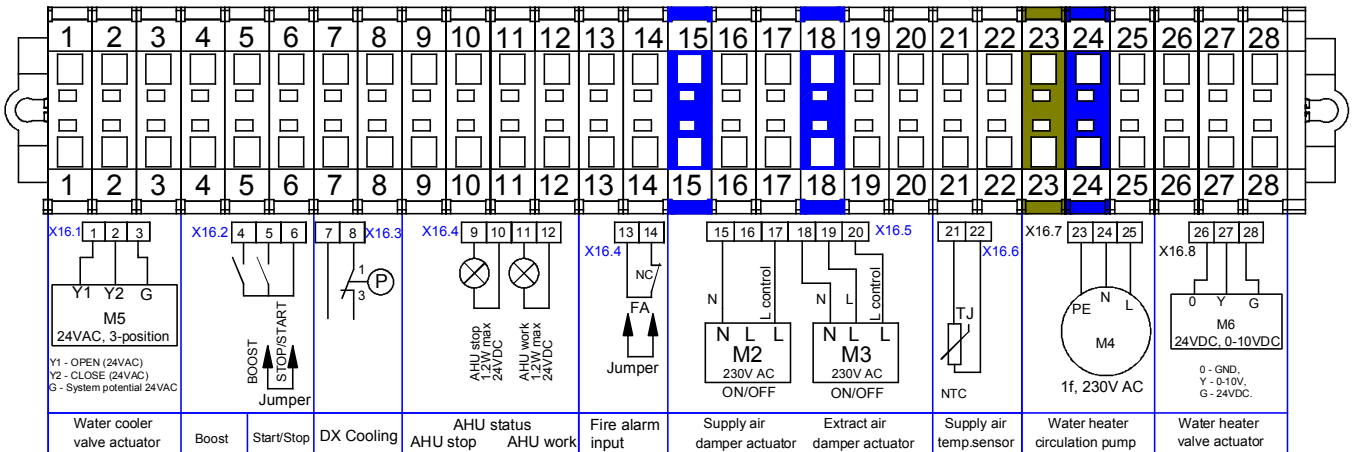 1 2 3 4 5 6 7 8 9 10 11 12 13 14 15 16 17 18 19 20 21 22 23 24 25 26 27 28
1 2 3 4 5 6 7 8 9 10 11 12 13 14 15 16 17 18 19 20 21 22 23 24 25 26 27 28
X16.1 1 2 3
Y1 Y2 G
M5
24VAC, 3-position
Y1 - OPEN (24VAC)
Y2 - CLOSE (24VAC)
G - System potential 24VAC
Water cooler
valve actuator
X16.2 4 5 6
BOOST
STOP/START
Jumper
Boost
Start/Stop
7 8 X16.3
1
P
3
DX Cooling
X16.4 9 10 11 12
AHU stop
1.2W max
24VDC
AHU work
1.2W max
24VDC
AHU status
AHU stop AHU work
13 14
X16.4
NC
FA
Jumper
Fire alarm
input
15 16 17 18 19 20 X16.5
N
L control
N L L
M2
230V AC
ON/OFF
Supply air
damper actuator
N
L
L control
N L L
M3
230V AC
ON/OFF
Extract air
damper actuator
21 22
X16.6
TJ
NTC
Supply air
temp.sensor
X16.7
23 24 25
PE N L
M4
1f, 230V AC
Water heater
circulation pump
26 27 28
X16.8
0 Y G
M6
24VDC, 0-10VDC
0 - GND,
Y - 0-10V,
G - 24VDC.
Water heater
valve actuator